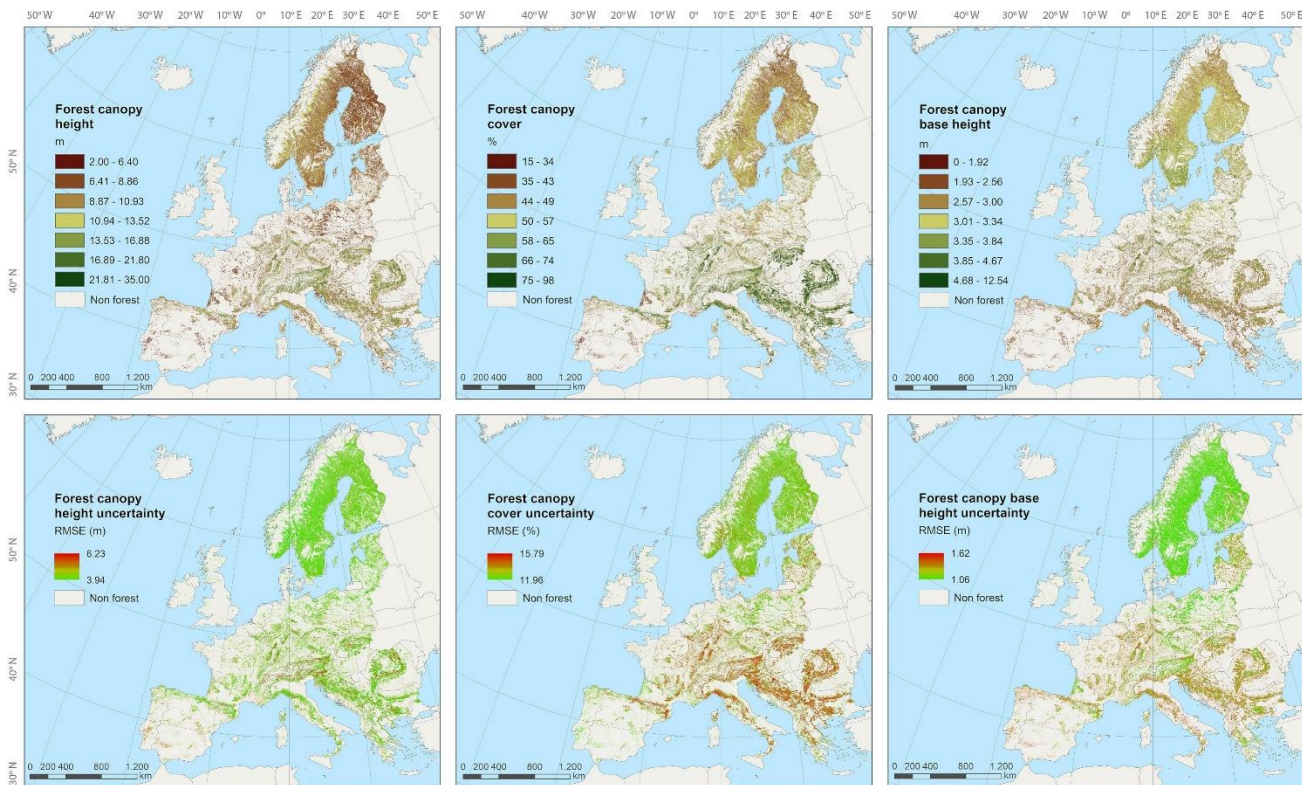 50°W 40°W 30°W 20°W 10°W 0° 10°E 20°E 30°E 40°E 50°E
50°W 40°W 30°W 20°W 10°W 0° 10°E 20°E 30°E 40°E 50°E
50°W 40°W 30°W 20°W 10°W 0° 10°E 20°E 30°E 40°E 50°E
50° N
40° N
30° N
Forest canopy
height
m
2.00 - 6.40
6.41 - 8.86
8.87 - 10.93
10.94 - 13.52
13.53 - 16.88
16.89 - 21.80
21.81 - 35.00
Non forest
0 200 400 800 1.200
km
Forest canopy
cover
%
15 - 34
35 - 43
44 - 49
50 - 57
58 - 65
66 - 74
75 - 98
Non forest
0 200 400 800 1.200
km
Forest canopy
base height
m
0 - 1.92
1.93 - 2.56
2.57 - 3.00
3.01 - 3.34
3.35 - 3.84
3.85 - 4.67
4.68 - 12.54
Non forest
0 200 400 800 1.200
km
50° N
40° N
30° N
Forest canopy
height uncertainty
RMSE (m)
6.23
3.94
Non forest
0 200 400 800 1.200
km
Forest canopy
cover uncertainty
RMSE (%)
15.79
11.96
Non forest
0 200 400 800 1.200
km
Forest canopy base
height uncertainty
RMSE (m)
1.62
1.06
Non forest
0 200 400 800 1.200
km